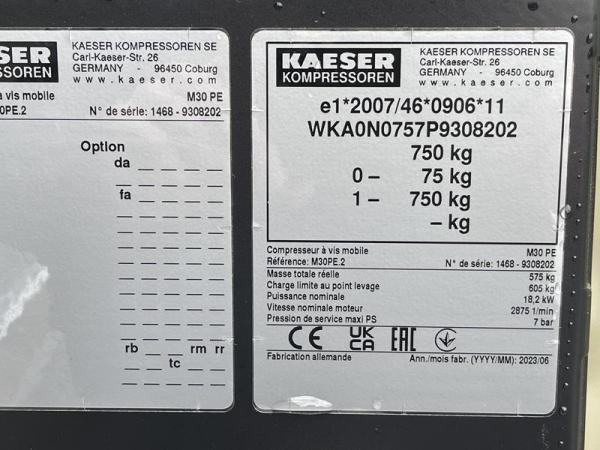 KAESER
KOMPRESSOREN
KAESER KOMPRESSOREN SE
Carl-Kaeser-Str. 26
GERMANY - 96450 Coburg
www.kaeser.com
à vis mobile M30 PE
0PE.2 N° de série: 1468 - 9308202
Option
da _ _ _ _
fa _ _ _ _
rb _ _ rm rr
tc
KAESER
KOMPRESSOREN
KAESER KOMPRESSOREN SE
Carl-Kaeser-Str. 26
GERMANY - 96450 Coburg
www.kaeser.com
e1*2007/46*0906*11
WKA0N0757P9308202
750 kg
0 – 75 kg
1 – 750 kg
– kg
Compresseur à vis mobile M30 PE
Référence: M30PE.2 N° de série: 1468 - 9308202
Masse totale réelle 575 kg
Charge limite au point levage 605 kg
Puissance nominale 18,2 kW
Vitesse nominale moteur 2875 1/min
Pression de service maxi PS 7 bar
CE UK CA EAC
Fabrication allemande Ann./mois fabr. (YYYY/MM): 2023/06